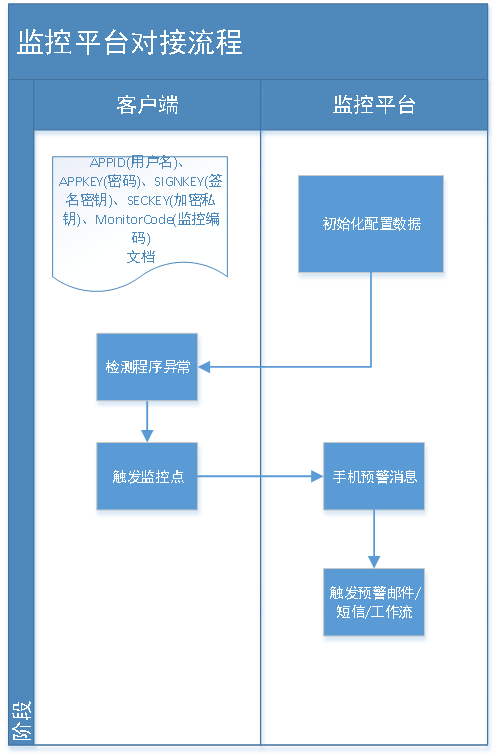 监控平台对接流程
客户端
监控平台
APPID(用户名)、
APPKEY(密码)、SIGNKEY(签
名密钥)、SECKEY(加密私
钥)、MonitorCode(监控编
码)
文档
初始化配置数据
检测程序异常
触发监控点
手机预警消息
触发预警邮件/
短信/工作流
阶段